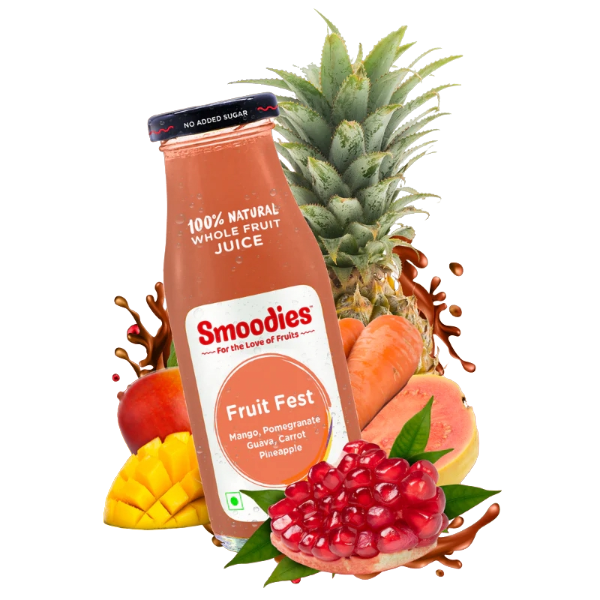 NO ADDED SUGAR
100% NATURAL
WHOLE FRUIT
JUICE
Smoodies™
For the Love of Fruits
Fruit Fest
Mango, Pomegranate
Guava, Carrot
Pineapple